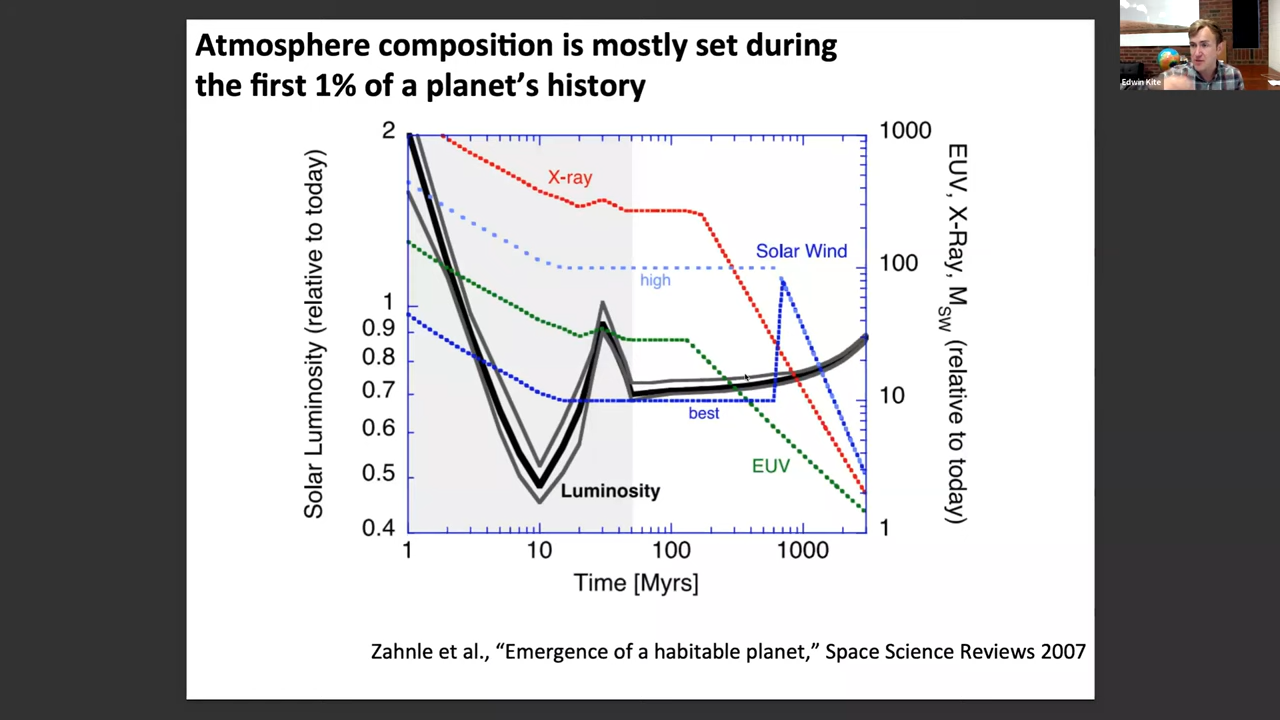 Atmosphere composition is mostly set during
the first 1% of a planet's history
Edwin Kite
Solar Luminosity (relative to today)
2
1
0.9
0.8
0.7
0.6
0.5
0.4
X-ray
Solar Wind
high
best
EUV
Luminosity
1000
100
10
1
EUV, X-Ray, MSW (relative to today)
1
10
100
1000
Time [Myrs]
Zahnle et al., “Emergence of a habitable planet,” Space Science Reviews 2007